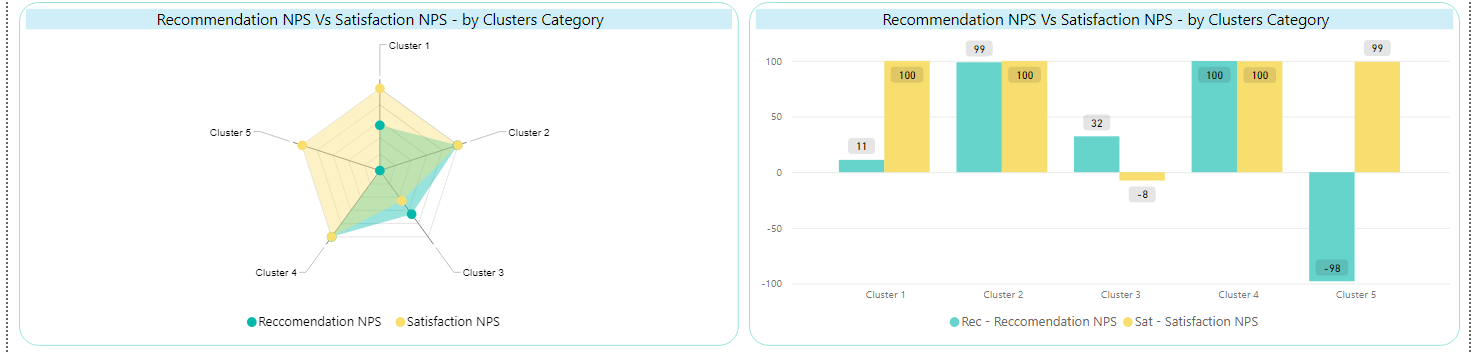 Recommendation NPS Vs Satisfaction NPS - by Clusters Category
Cluster 1
Cluster 5
Cluster 2
Cluster 4
Cluster 3
Reccomendation NPS
Satisfaction NPS
Recommendation NPS Vs Satisfaction NPS - by Clusters Category
99
99
100
100
100
100
100
50
32
11
0
-8
-50
-98
-100
Cluster 1
Cluster 2
Cluster 3
Cluster 4
Cluster 5
Rec - Reccomendation NPS
Sat - Satisfaction NPS